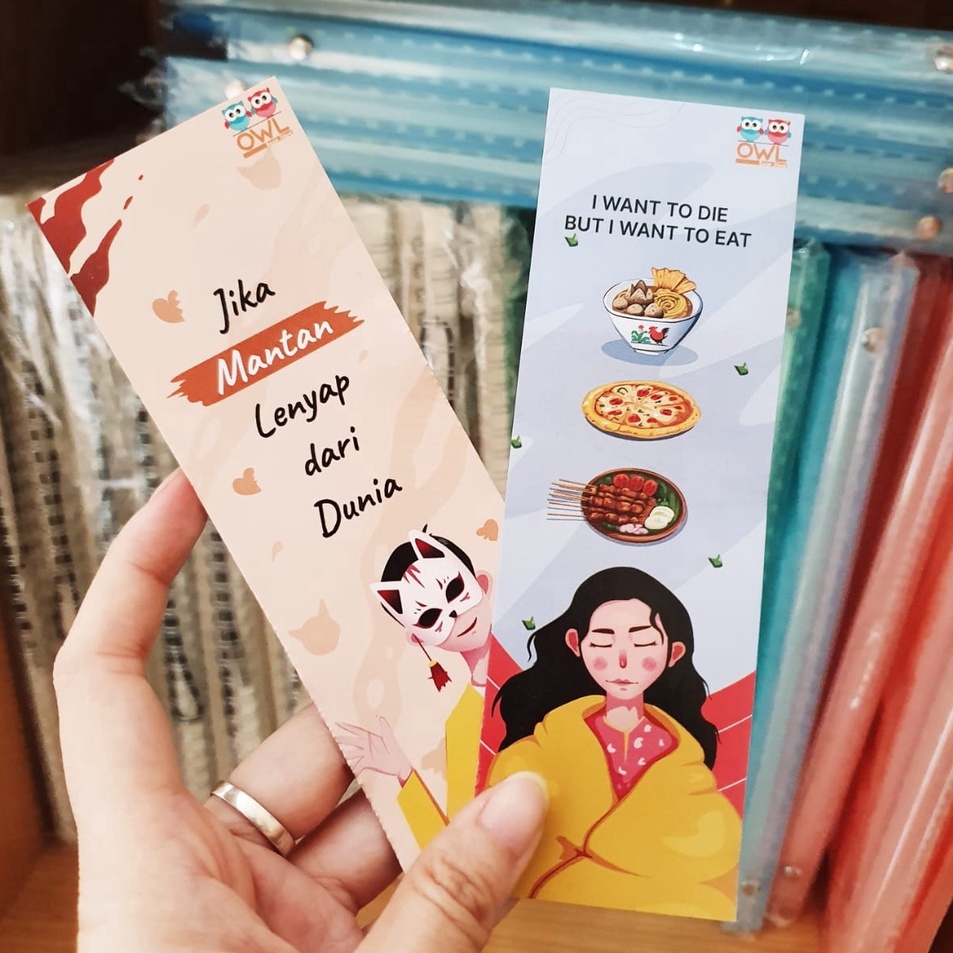 OWL
Jika
Mantan
Lenyap
dari
Dunia
OWL
I WANT TO DIE
BUT I WANT TO EAT